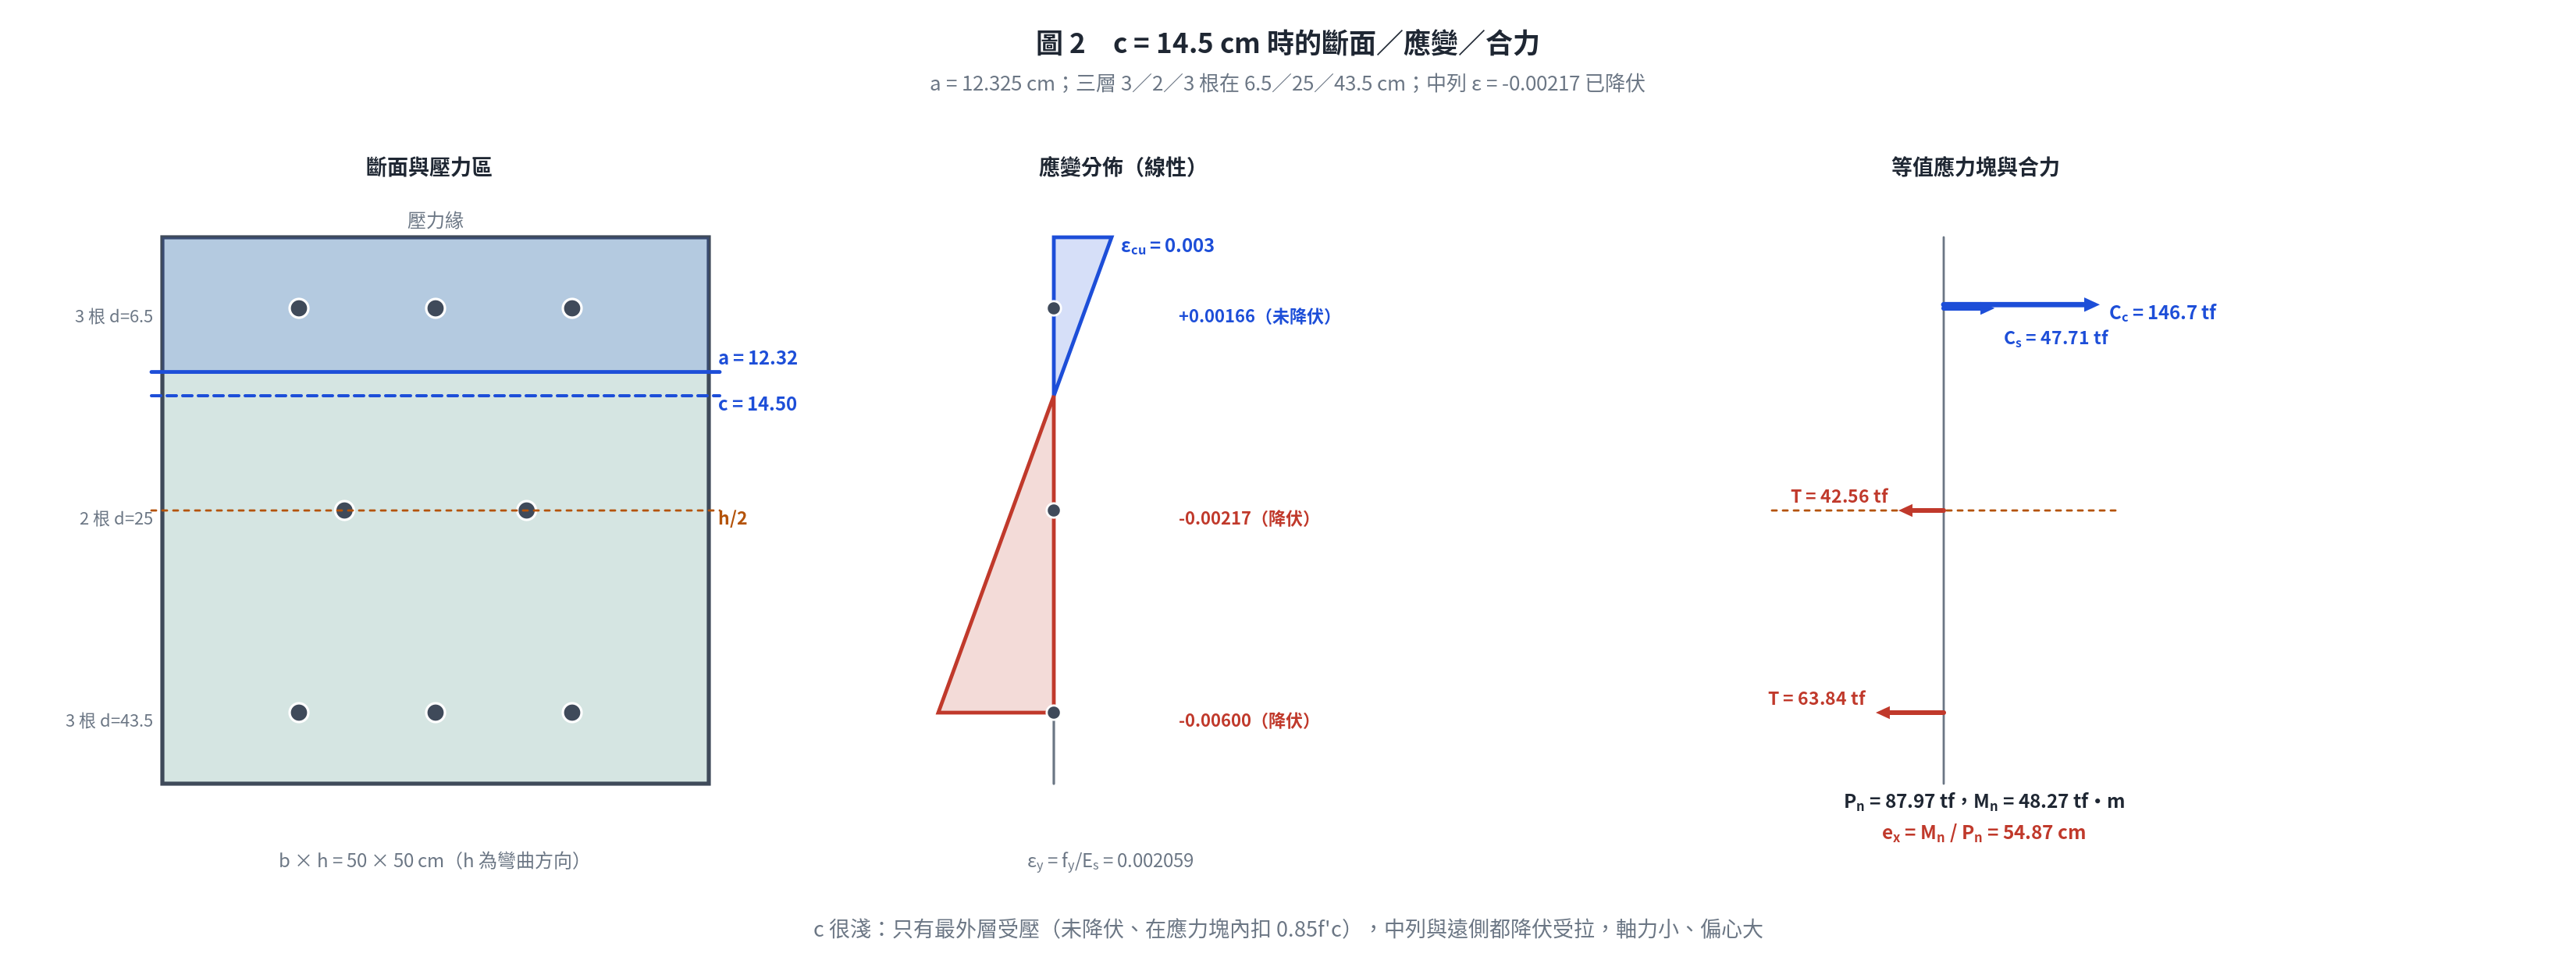 圖 2　c = 14.5 cm 時的斷面／應變／合力
a = 12.325 cm；三層 3／2／3 根在 6.5／25／43.5 cm；中列 ε = -0.00217 已降伏
斷面與壓力區
壓力緣
3 根 d=6.5
a = 12.32
c = 14.50
2 根 d=25
h/2
3 根 d=43.5
b × h = 50 × 50 cm（h 為彎曲方向）
應變分佈（線性）
εcu = 0.003
+0.00166（未降伏）
-0.00217（降伏）
-0.00600（降伏）
εy = fy/Es = 0.002059
等值應力塊與合力
Cc = 146.7 tf
Cs = 47.71 tf
T = 42.56 tf
T = 63.84 tf
Pn = 87.97 tf，Mn = 48.27 tf・m
ex = Mn / Pn = 54.87 cm
c 很淺：只有最外層受壓（未降伏、在應力塊內扣 0.85f'c），中列與遠側都降伏受拉，軸力小、偏心大